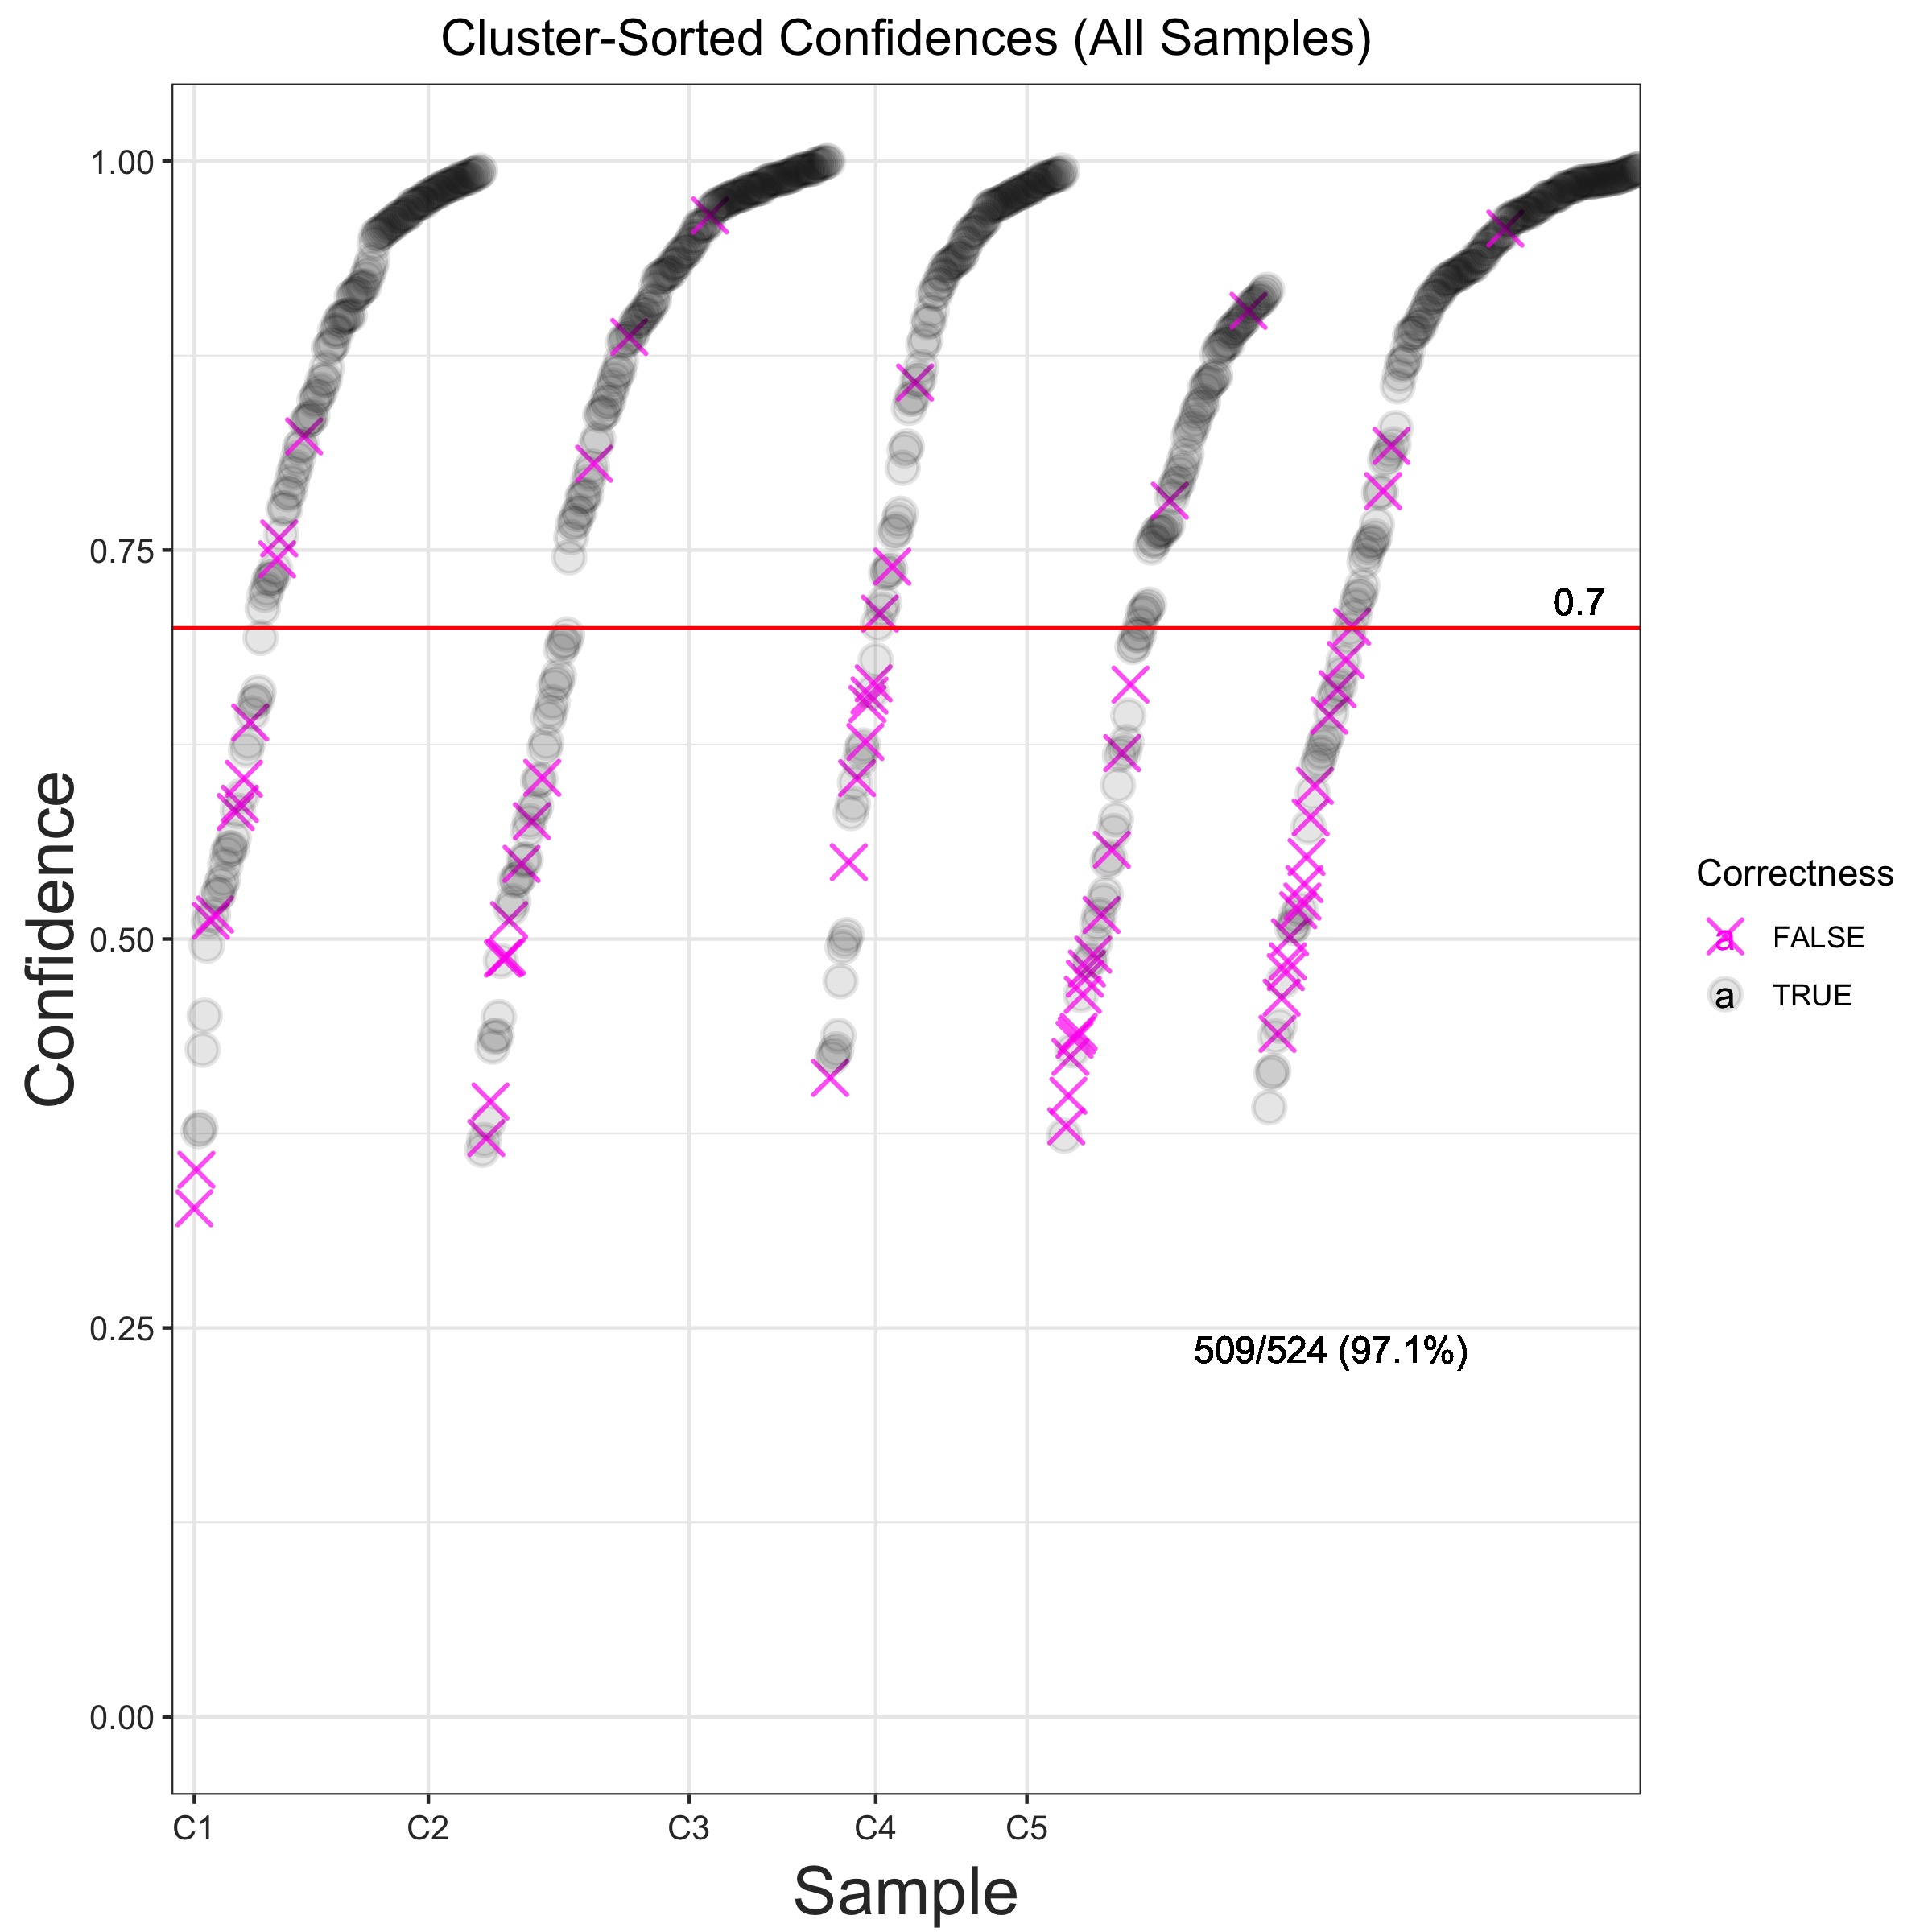 Cluster-Sorted Confidences (All Samples)
Confidence
1.00
0.75
0.50
0.25
0.00
0.7
509/524 (97.1%)
C1 C2 C3 C4 C5
Sample
Correctness
a FALSE
a TRUE